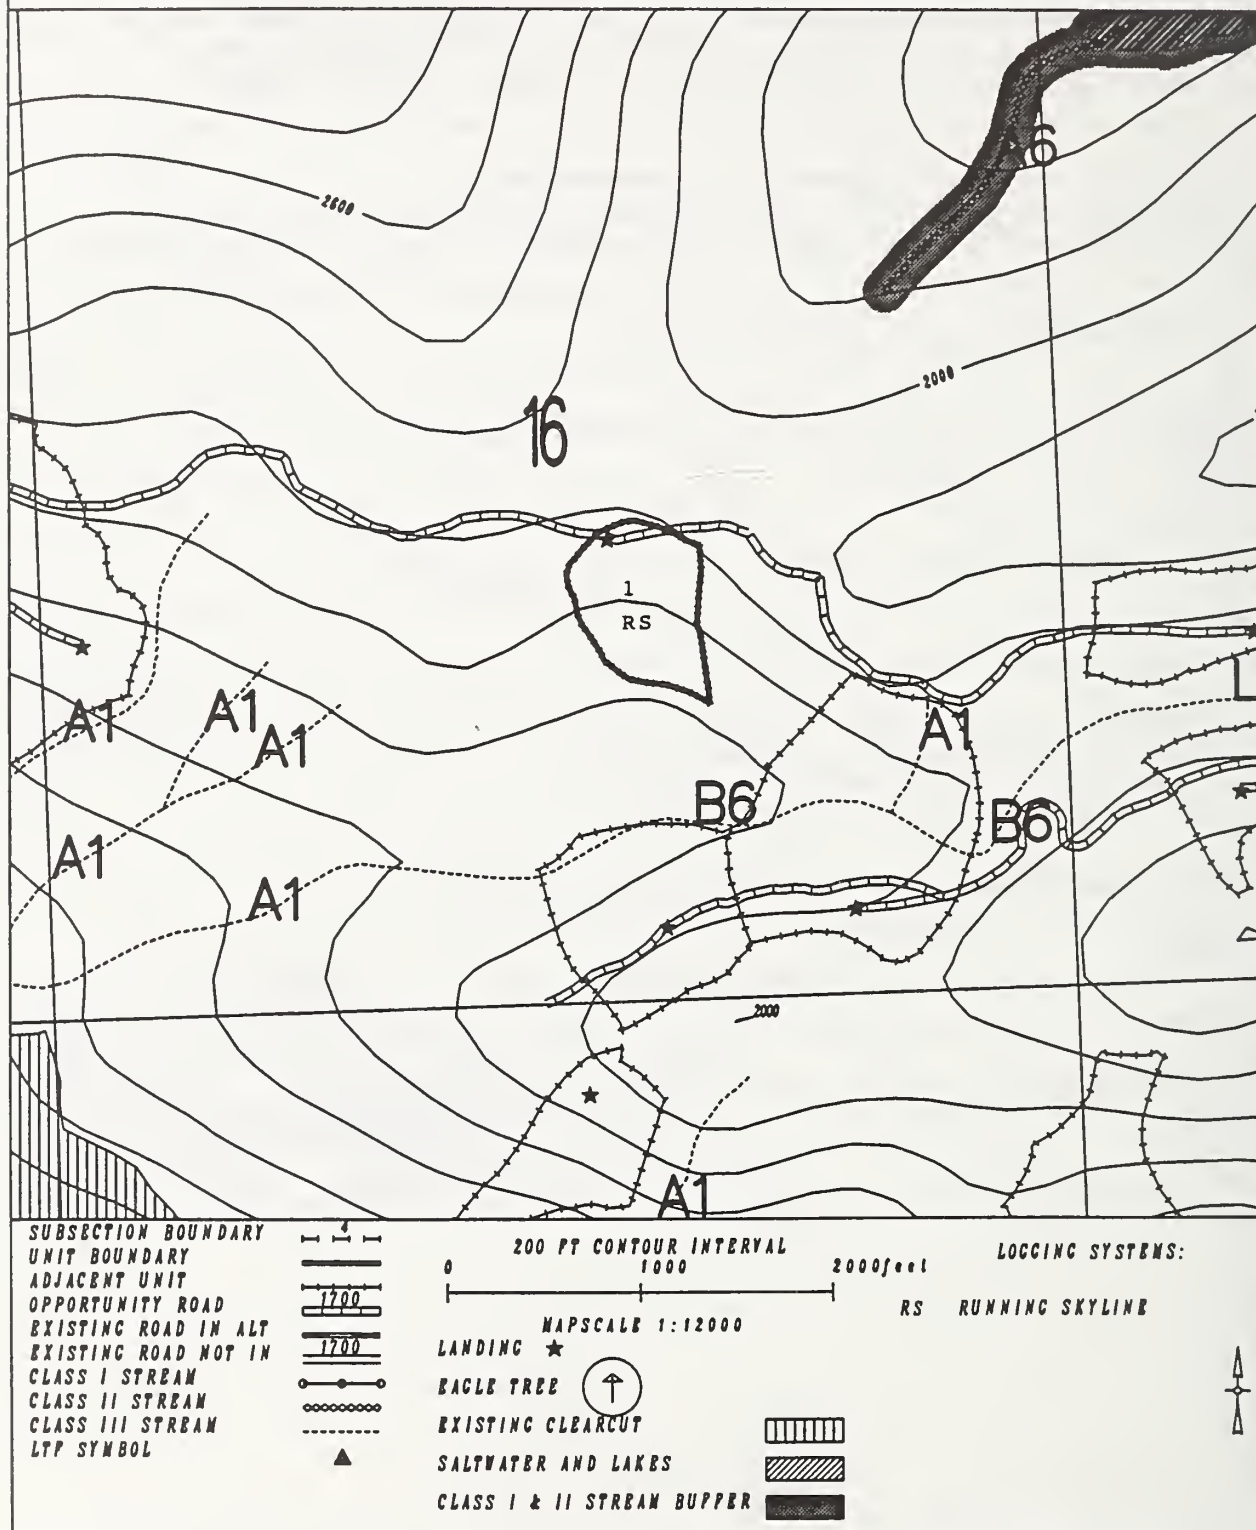 A6
2600
2000
16
1
RS
A1
A1
A1
A1
L
B6
B6
A1
A1
2000
A1
SUBSECTION BOUNDARY 4
UNIT BOUNDARY
ADJACENT UNIT
OPPORTUNITY ROAD 1700
EXISTING ROAD IN ALT
EXISTING ROAD NOT IN 1700
CLASS I STREAM
CLASS II STREAM
CLASS III STREAM
LTF SYMBOL
200 FT CONTOUR INTERVAL
0 1000 2000feet
MAPSCALE 1:12000
LANDING
EAGLE TREE
EXISTING CLEARCUT
SALTWATER AND LAKES
CLASS I & II STREAM BUFFER
LOGGING SYSTEMS:
RS RUNNING SKYLINE